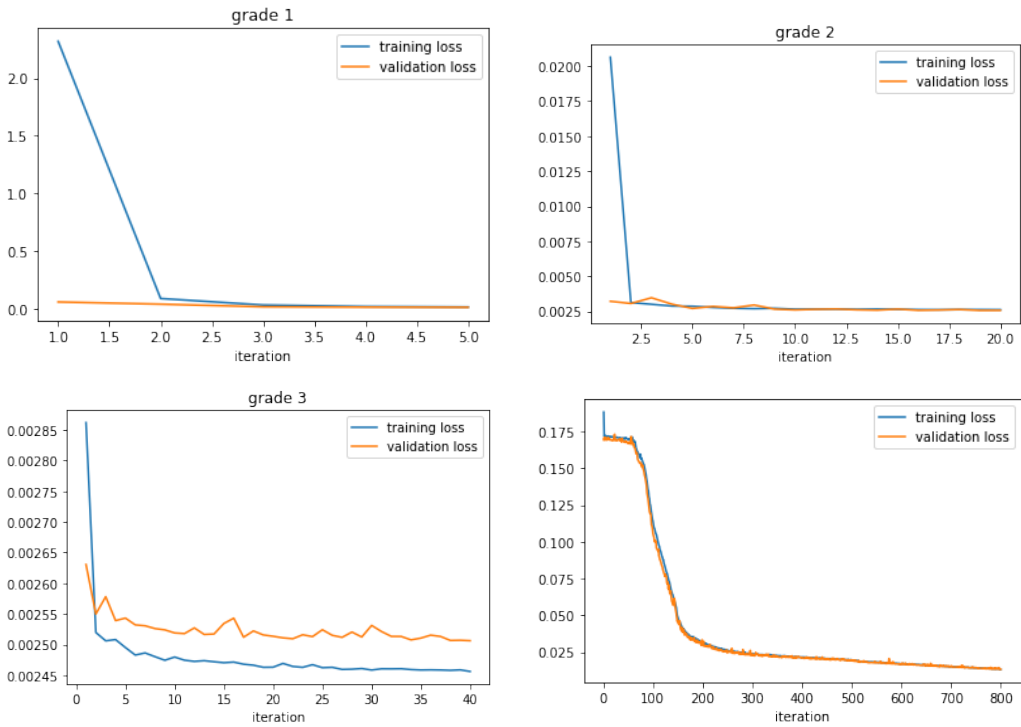 grade 1
training loss
validation loss
2.0
1.5
1.0
0.5
0.0
1.0 1.5 2.0 2.5 3.0 3.5 4.0 4.5 5.0
iteration
grade 2
training loss
validation loss
0.0200
0.0175
0.0150
0.0125
0.0100
0.0075
0.0050
0.0025
2.5 5.0 7.5 10.0 12.5 15.0 17.5 20.0
iteration
grade 3
training loss
validation loss
0.00285
0.00280
0.00275
0.00270
0.00265
0.00260
0.00255
0.00250
0.00245
0 5 10 15 20 25 30 35 40
iteration
training loss
validation loss
0.175
0.150
0.125
0.100
0.075
0.050
0.025
0 100 200 300 400 500 600 700 800
iteration